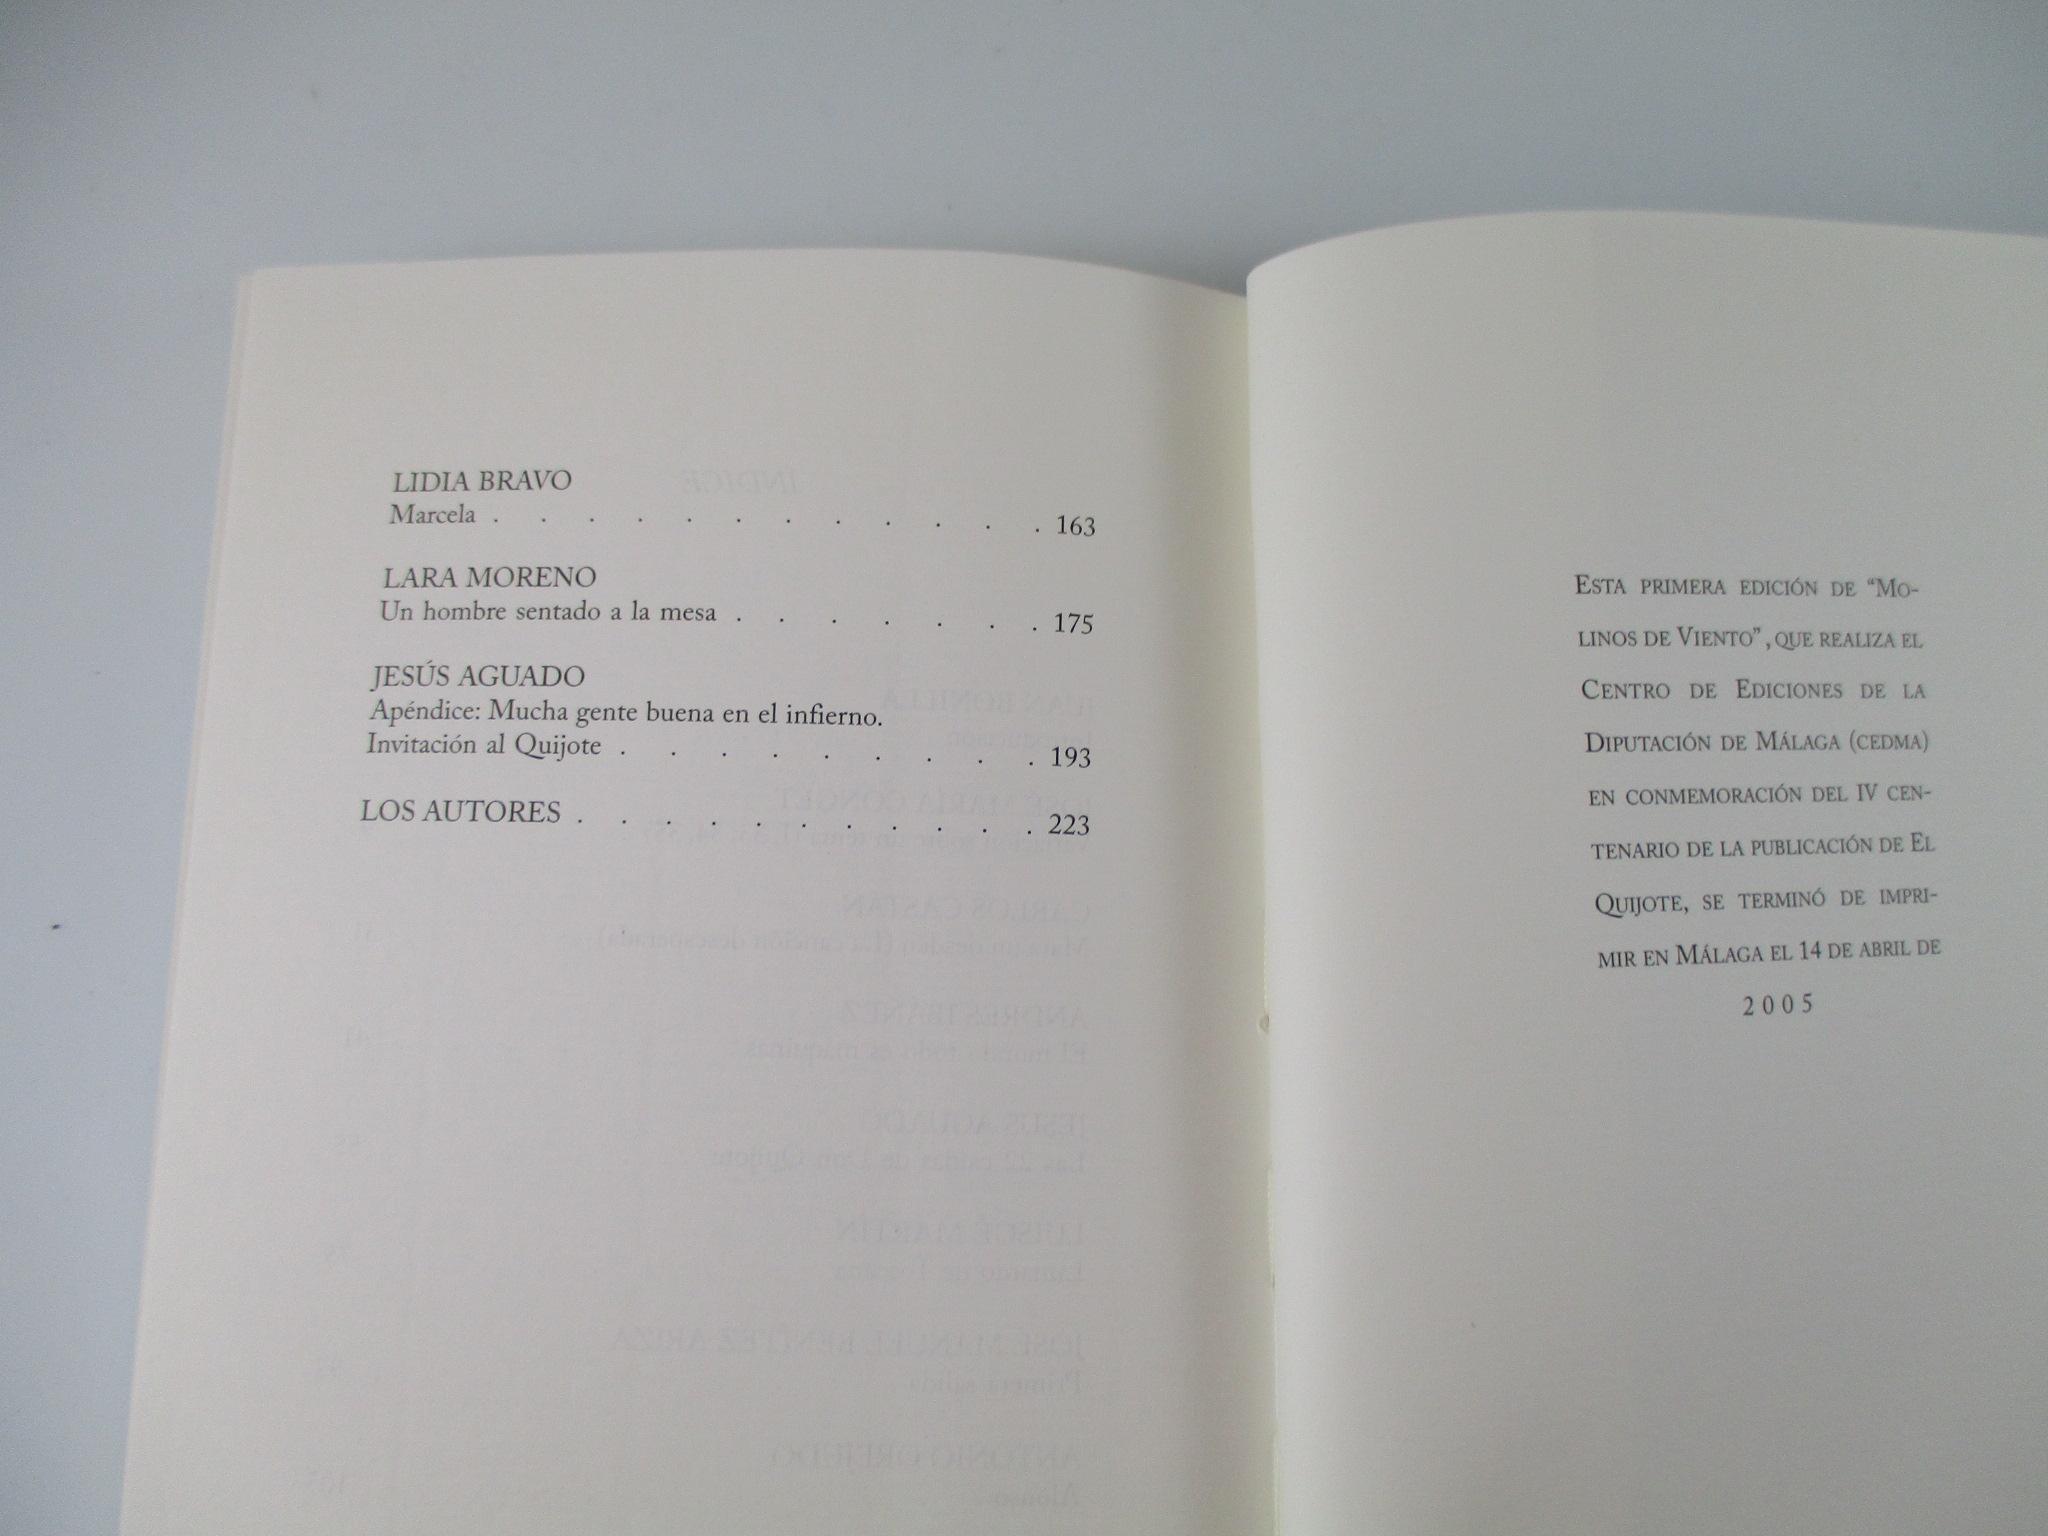 LIDIA BRAVO
Marcela . . . . . . . . . . . . 163
LARA MORENO
Un hombre sentado a la mesa . . . . . . . 175
JESÚS AGUADO
Apéndice: Mucha gente buena en el infierno.
Invitación al Quijote . . . . . . . . . 193
LOS AUTORES . . . . . . . . . . . 223
ESTA PRIMERA EDICIÓN DE “MO-
LINOS DE VIENTO”, QUE REALIZA EL
CENTRO DE EDICIONES DE LA
DIPUTACIÓN DE MÁLAGA (CEDMA)
EN CONMEMORACIÓN DEL IV CEN-
TENARIO DE LA PUBLICACIÓN DE EL
QUIJOTE, SE TERMINÓ DE IMPRI-
MIR EN MÁLAGA EL 14 DE ABRIL DE
2005